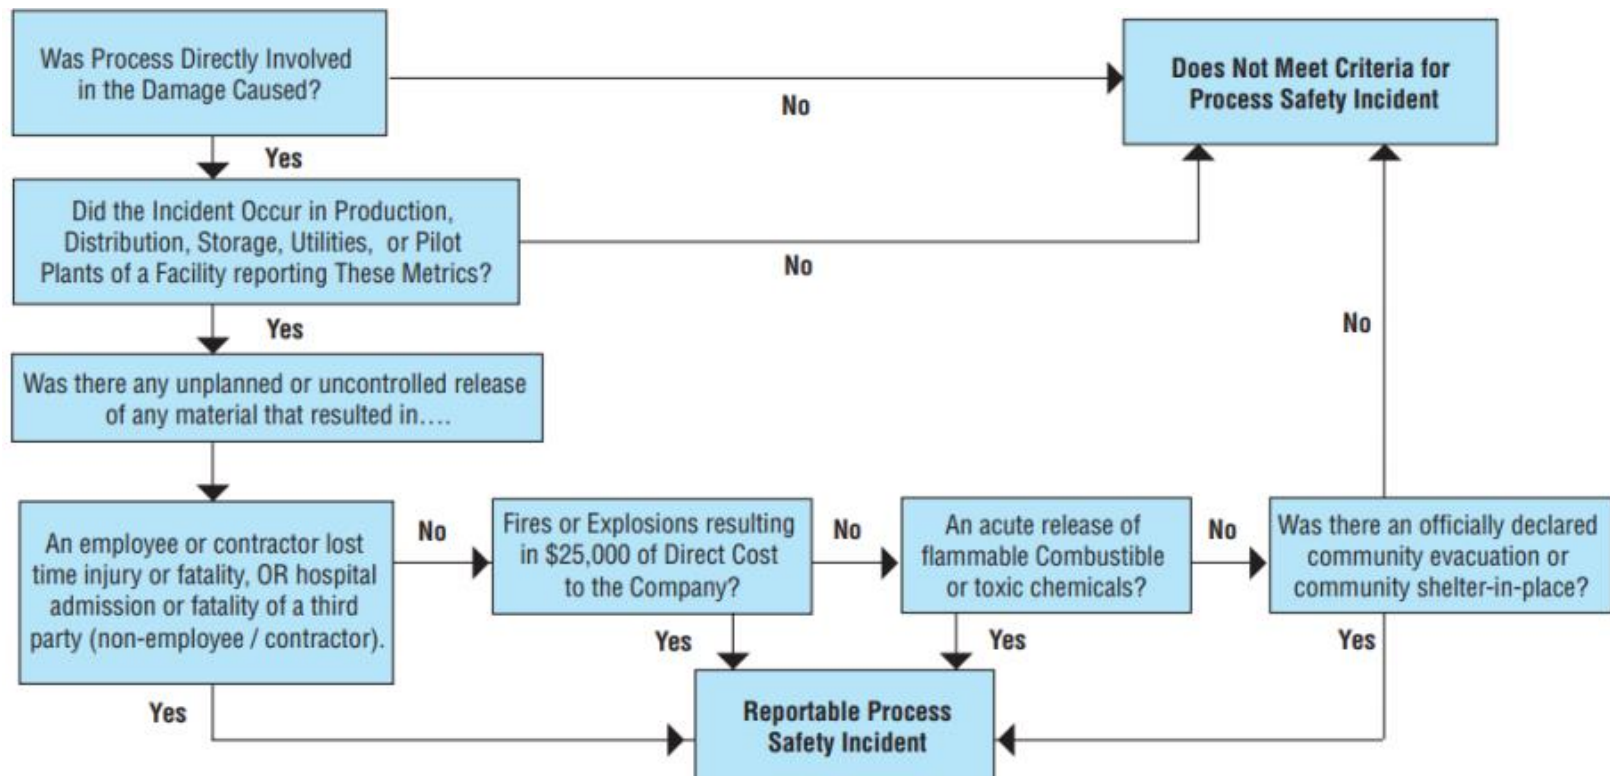 Was Process Directly Involved
in the Damage Caused?
No
Does Not Meet Criteria for
Process Safety Incident
Yes
Did the Incident Occur in Production,
Distribution, Storage, Utilities, or Pilot
Plants of a Facility reporting These Metrics?
No
Yes
No
Was there any unplanned or uncontrolled release
of any material that resulted in....
An employee or contractor lost
time injury or fatality, OR hospital
admission or fatality of a third
party (non-employee / contractor).
No
Fires or Explosions resulting
in $25,000 of Direct Cost
to the Company?
No
An acute release of
flammable Combustible
or toxic chemicals?
No
Was there an officially declared
community evacuation or
community shelter-in-place?
Yes
Yes
Yes
Yes
Reportable Process
Safety Incident